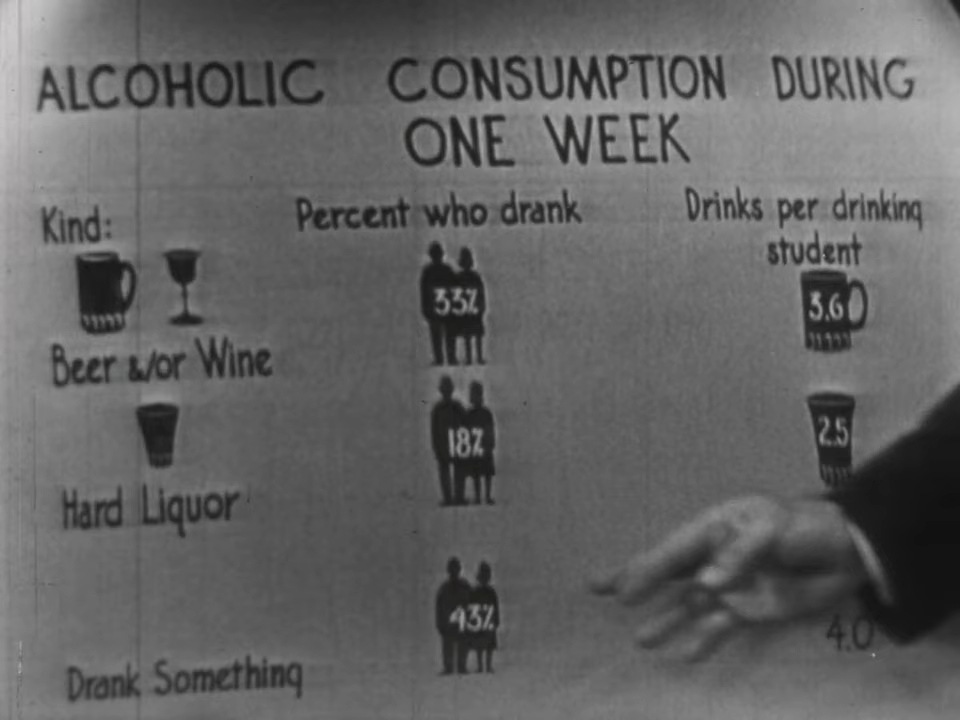 ALCOHOLIC CONSUMPTION DURING
ONE WEEK
Kind:
Percent who drank
Drinks per drinking
student
33%
3.6
Beer &/or Wine
18%
2.5
Hard Liquor
43%
4.0
Drank Something